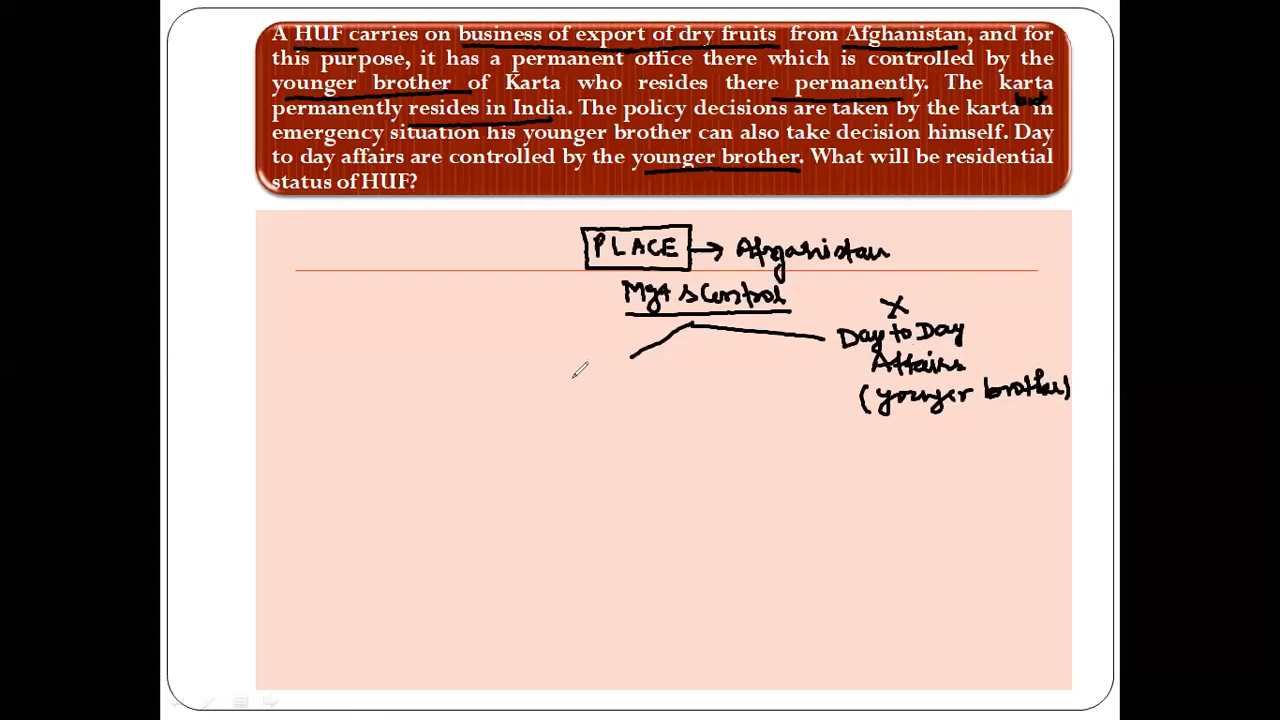 A HUF carries on business of export of dry fruits from Afghanistan, and for
this purpose, it has a permanent office there which is controlled by the
younger brother of Karta who resides there permanently. The karta
permanently resides in India. The policy decisions are taken by the karta but in
emergency situation his younger brother can also take decision himself. Day
to day affairs are controlled by the younger brother. What will be residential
status of HUF?
PLACE → Afganistan
Mgt & Control
X
Day to Day
Affairs
(younger brother)